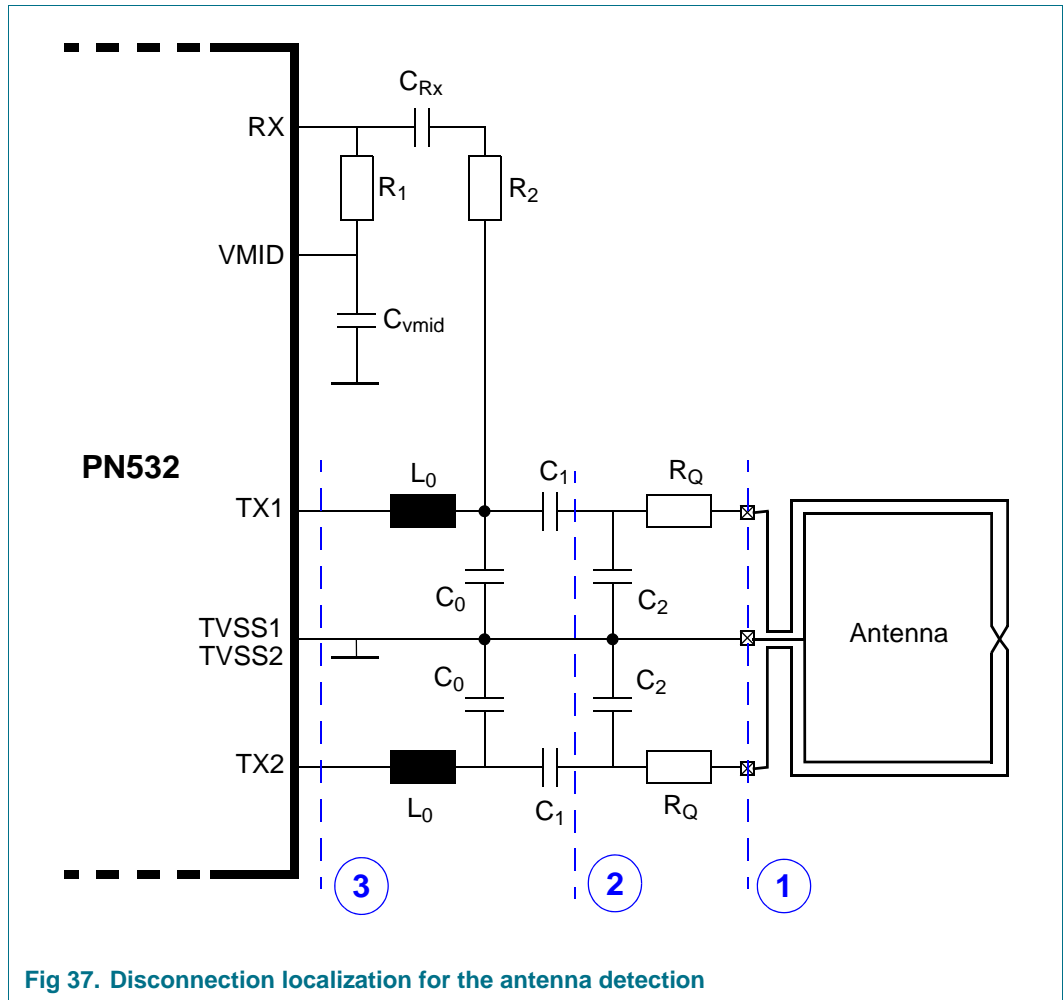 C_Rx
RX
R_1
R_2
VMID
C_vmid
PN532
L_0
C_1
R_Q
TX1
C_0
C_2
TVSS1
TVSS2
Antenna
C_0
C_2
TX2
L_0
C_1
R_Q
3
2
1
Fig 37. Disconnection localization for the antenna detection